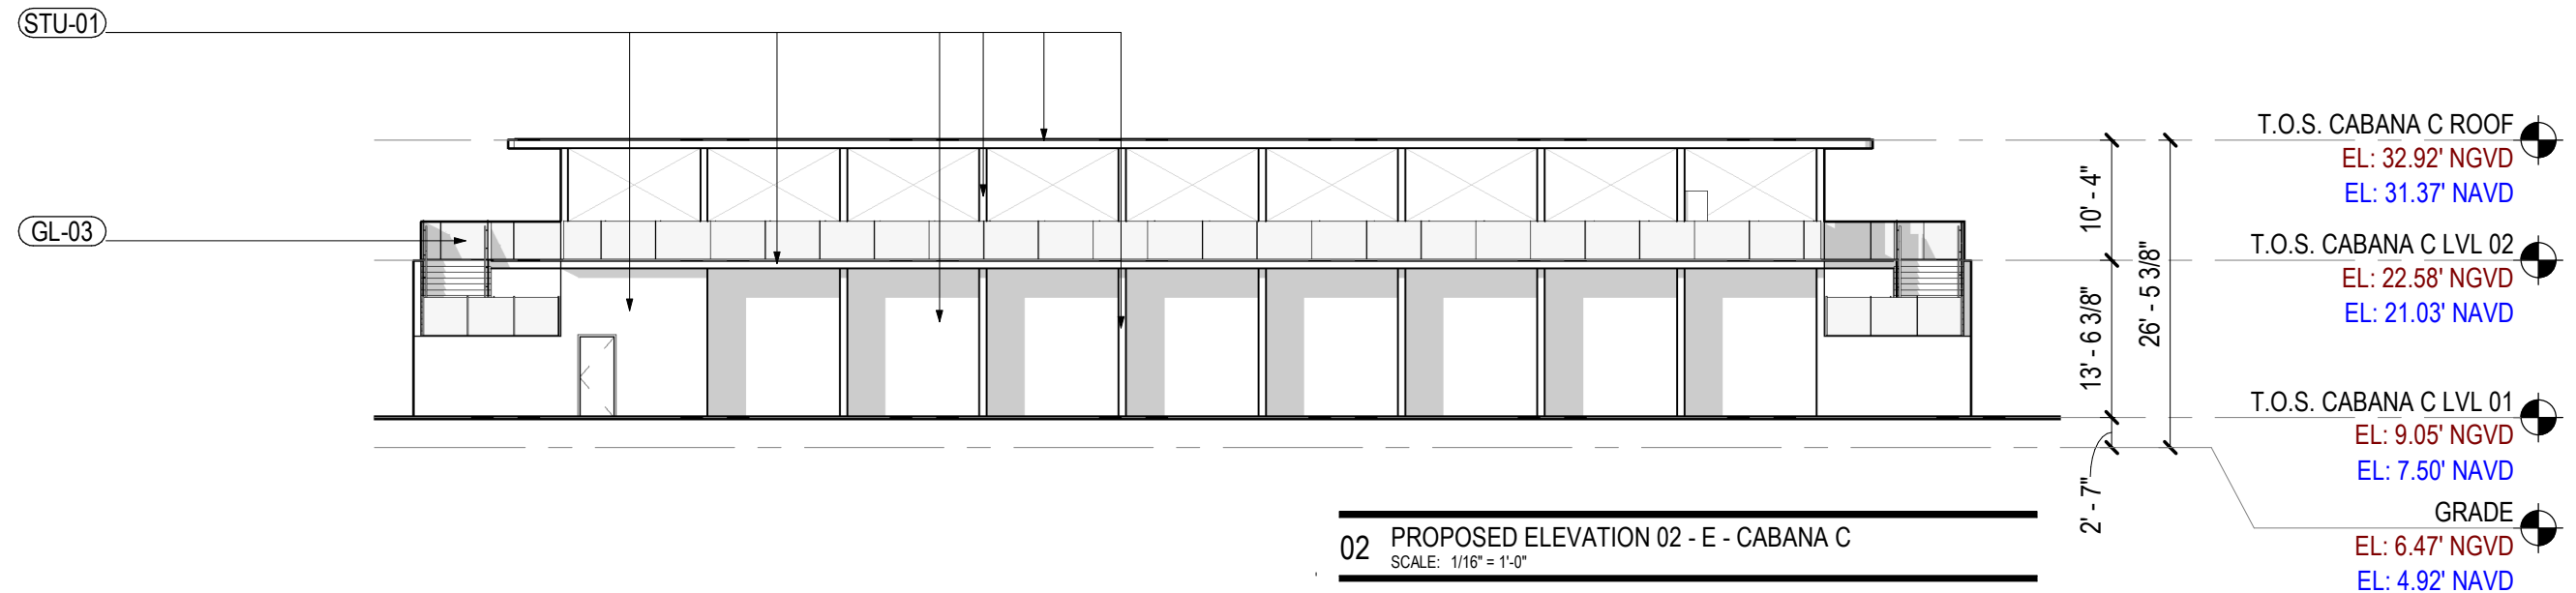 STU-01
GL-03
T.O.S. CABANA C ROOF
EL: 32.92' NGVD
EL: 31.37' NAVD
10' - 4"
T.O.S. CABANA C LVL 02
EL: 22.58' NGVD
EL: 21.03' NAVD
13' - 6 3/8"
26' - 5 3/8"
T.O.S. CABANA C LVL 01
EL: 9.05' NGVD
EL: 7.50' NAVD
2' - 7"
GRADE
EL: 6.47' NGVD
EL: 4.92' NAVD
02 PROPOSED ELEVATION 02 - E - CABANA C
SCALE: 1/16" = 1'-0"